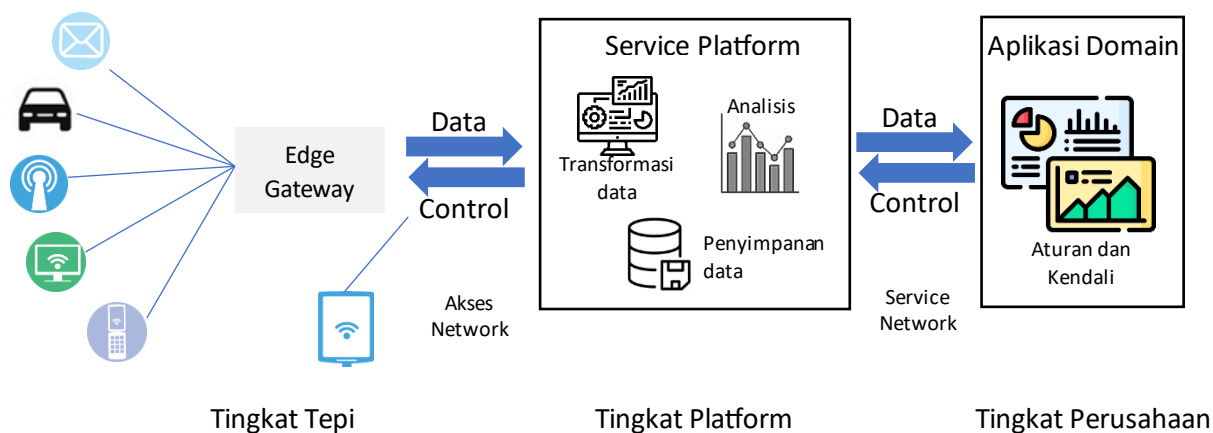 Edge
Gateway
Data
Control
Akses
Network
Service Platform
Transformasi
data
Analisis
Penyimpanan
data
Data
Control
Service
Network
Aplikasi Domain
Aturan dan
Kendali
Tingkat Tepi
Tingkat Platform
Tingkat Perusahaan